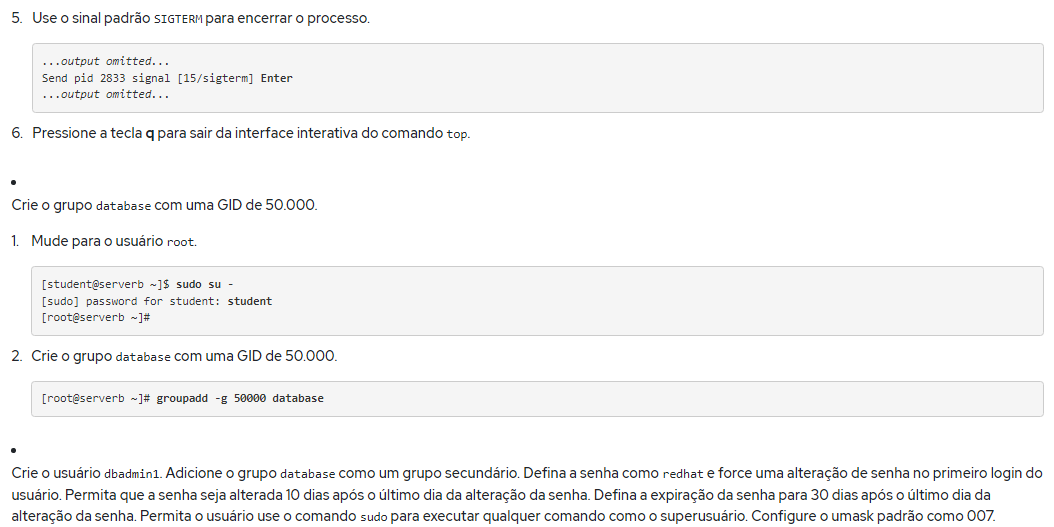 5. Use o sinal padrão SIGTERM para encerrar o processo.
...output omitted...
Send pid 2833 signal [15/sigterm] Enter
...output omitted...
6. Pressione a tecla q para sair da interface interativa do comando top.
•
Crie o grupo database com uma GID de 50.000.
1. Mude para o usuário root.
[student@serverb ~]$ sudo su -
[sudo] password for student: student
[root@serverb ~]#
2. Crie o grupo database com uma GID de 50.000.
[root@serverb ~]# groupadd -g 50000 database
•
Crie o usuário dbadmin1. Adicione o grupo database como um grupo secundário. Defina a senha como redhat e force uma alteração de senha no primeiro login do
usuário. Permita que a senha seja alterada 10 dias após o último dia da alteração da senha. Defina a expiração da senha para 30 dias após o último dia da
alteração da senha. Permita o usuário use o comando sudo para executar qualquer comando como o superusuário. Configure o umask padrão como 007.